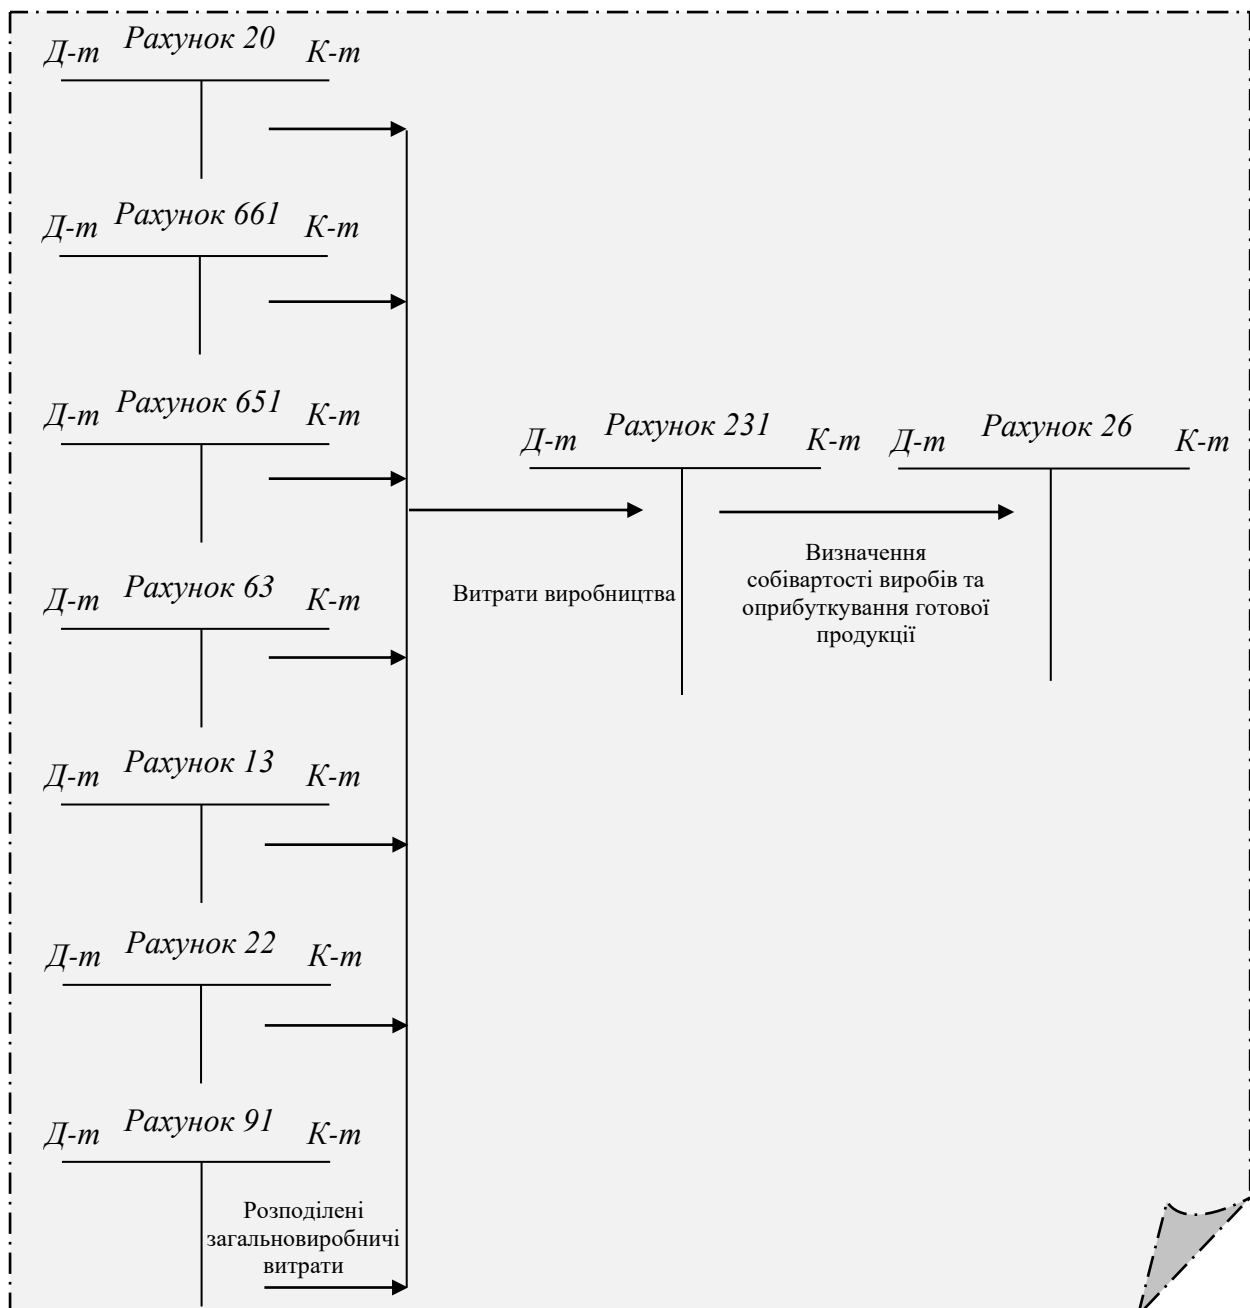 Д-т Рахунок 20 К-т
Д-т Рахунок 661 К-т
Д-т Рахунок 651 К-т
Д-т Рахунок 231 К-т
Д-т Рахунок 26 К-т
Витрати виробництва
Визначення
собівартості виробів та
оприбуткування готової
продукції
Д-т Рахунок 63 К-т
Д-т Рахунок 13 К-т
Д-т Рахунок 22 К-т
Д-т Рахунок 91 К-т
Розподілені
загальновиробничі
витрати